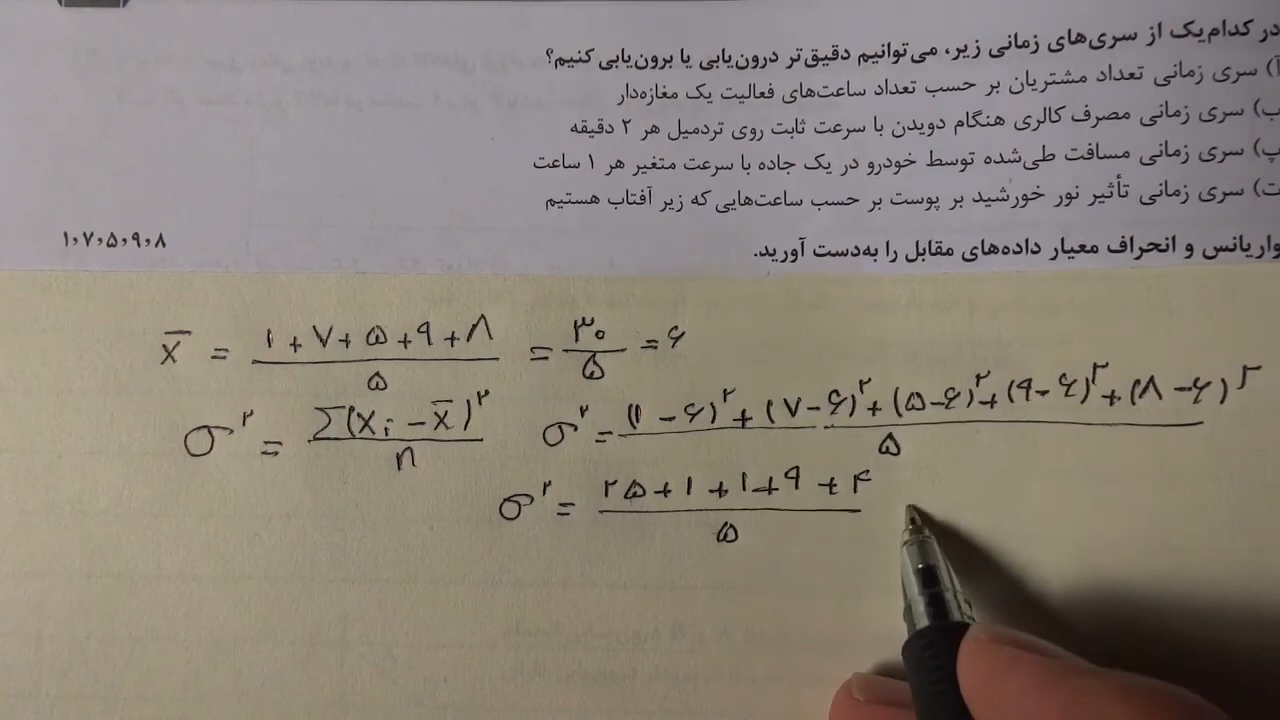 در کدام‌یک از سری‌های زمانی زیر، می‌توانیم دقیق‌تر درون‌یابی یا برون‌یابی کنیم؟
آ) سری زمانی تعداد مشتریان بر حسب تعداد ساعت‌های فعالیت یک مغازه‌دار
ب) سری زمانی مصرف کالری هنگام دویدن با سرعت ثابت روی تردمیل هر ۲ دقیقه
پ) سری زمانی مسافت طی‌شده توسط خودرو در یک جاده با سرعت متغیر هر ۱ ساعت
ت) سری زمانی تأثیر نور خورشید بر پوست بر حسب ساعت‌هایی که زیر آفتاب هستیم
واریانس و انحراف معیار داده‌های مقابل را به‌دست آورید. ۱,۷,۵,۹,۸
x̄ = (۱+۷+۵+۹+۸)/۵ = ۳۰/۵ = ۶
σ² = Σ(xᵢ - x̄)²/n σ² = ((۱-۶)² + (۷-۶)² + (۵-۶)² + (۹-۶)² + (۸-۶)²)/۵
σ² = (۲۵+۱+۱+۹+۴)/۵